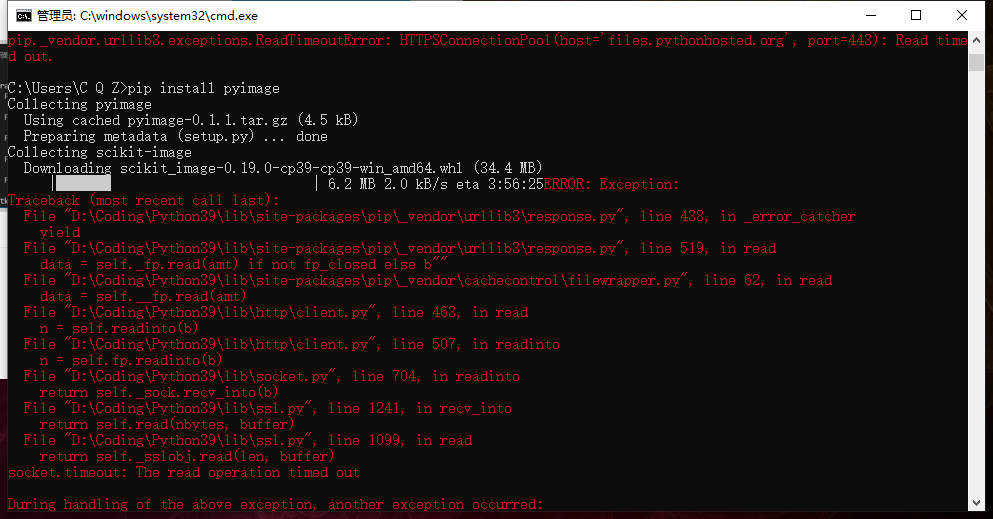 管理员: C:\windows\system32\cmd.exe
pip._vendor.urllib3.exceptions.ReadTimeoutError: HTTPSConnectionPool(host='files.pythonhosted.org', port=443): Read time
d out.
C:\Users\C Q Z>pip install pyimage
Collecting pyimage
  Using cached pyimage-0.1.1.tar.gz (4.5 kB)
  Preparing metadata (setup.py) ... done
Collecting scikit-image
  Downloading scikit_image-0.19.0-cp39-cp39-win_amd64.whl (34.4 MB)
     |                                | 6.2 MB 2.0 kB/s eta 3:56:25ERROR: Exception:
Traceback (most recent call last):
  File "D:\Coding\Python39\lib\site-packages\pip\_vendor\urllib3\response.py", line 438, in _error_catcher
    yield
  File "D:\Coding\Python39\lib\site-packages\pip\_vendor\urllib3\response.py", line 519, in read
    data = self._fp.read(amt) if not fp_closed else b""
  File "D:\Coding\Python39\lib\site-packages\pip\_vendor\cachecontrol\filewrapper.py", line 62, in read
    data = self.__fp.read(amt)
  File "D:\Coding\Python39\lib\http\client.py", line 463, in read
    n = self.readinto(b)
  File "D:\Coding\Python39\lib\http\client.py", line 507, in readinto
    n = self.fp.readinto(b)
  File "D:\Coding\Python39\lib\socket.py", line 704, in readinto
    return self._sock.recv_into(b)
  File "D:\Coding\Python39\lib\ssl.py", line 1241, in recv_into
    return self.read(nbytes, buffer)
  File "D:\Coding\Python39\lib\ssl.py", line 1099, in read
    return self._sslobj.read(len, buffer)
socket.timeout: The read operation timed out
During handling of the above exception, another exception occurred: